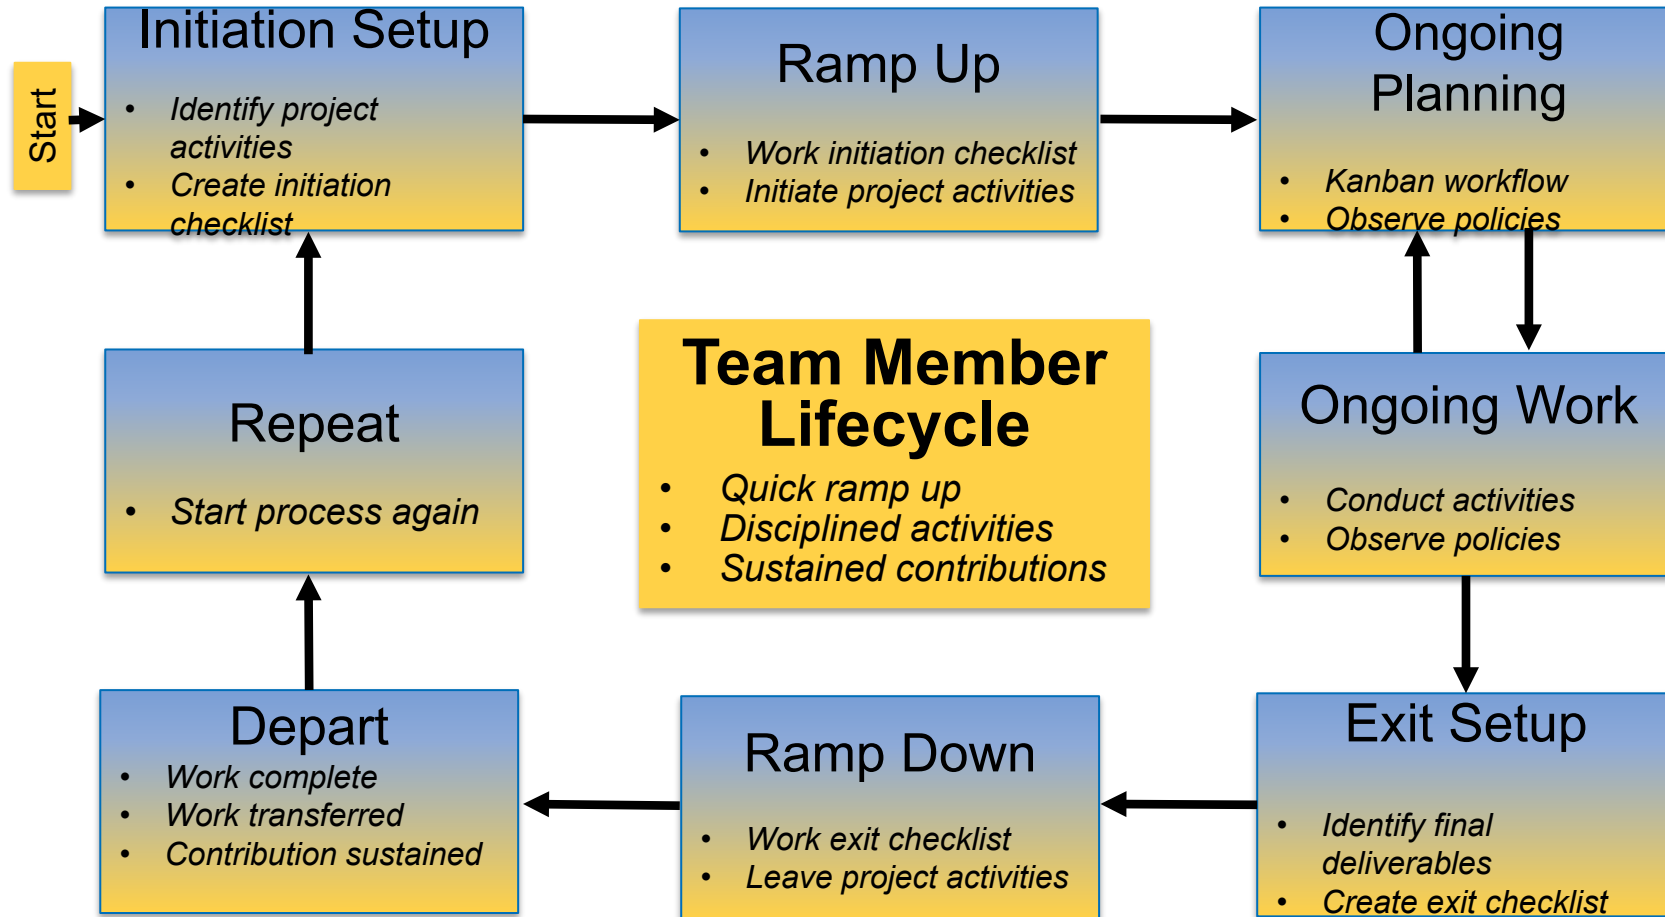 Start
Initiation Setup
• Identify project
activities
• Create initiation
checklist
Ramp Up
• Work initiation checklist
• Initiate project activities
Ongoing
Planning
• Kanban workflow
• Observe policies
Repeat
• Start process again
Team Member
Lifecycle
• Quick ramp up
• Disciplined activities
• Sustained contributions
Ongoing Work
• Conduct activities
• Observe policies
Depart
• Work complete
• Work transferred
• Contribution sustained
Ramp Down
• Work exit checklist
• Leave project activities
Exit Setup
• Identify final
deliverables
• Create exit checklist